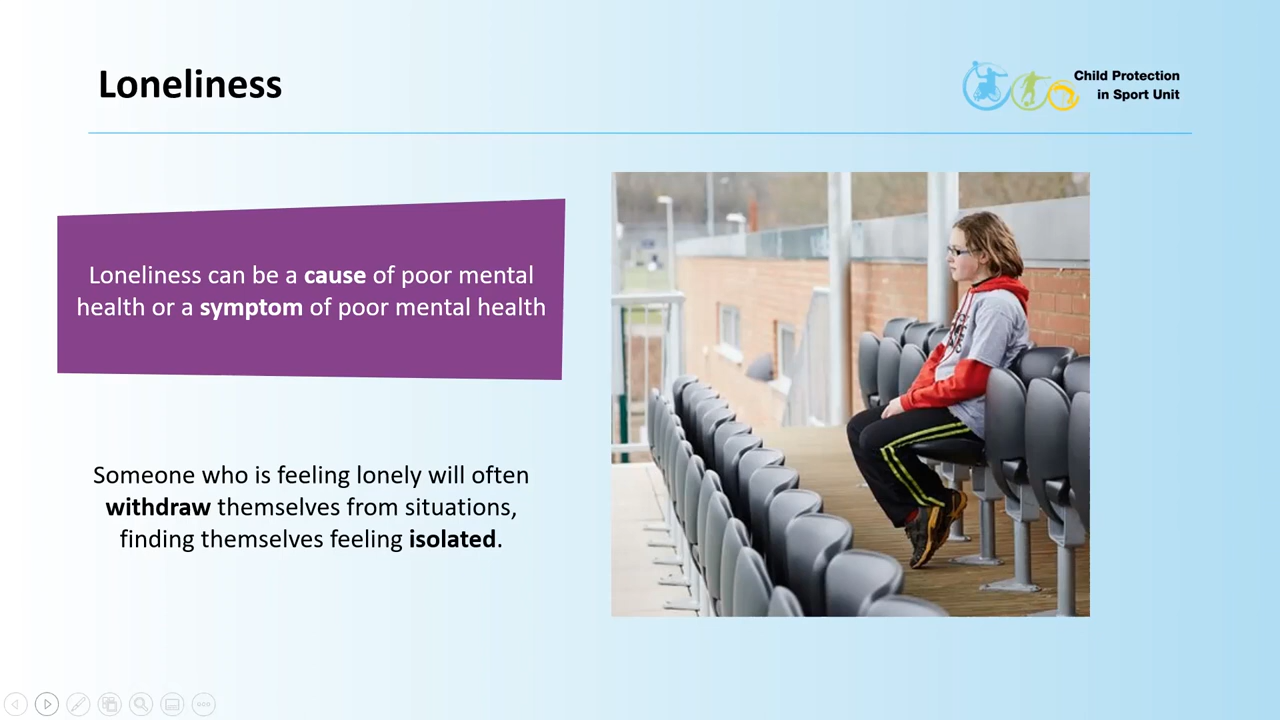 Loneliness
Child Protection
in Sport Unit
Loneliness can be a cause of poor mental
health or a symptom of poor mental health
Someone who is feeling lonely will often
withdraw themselves from situations,
finding themselves feeling isolated.